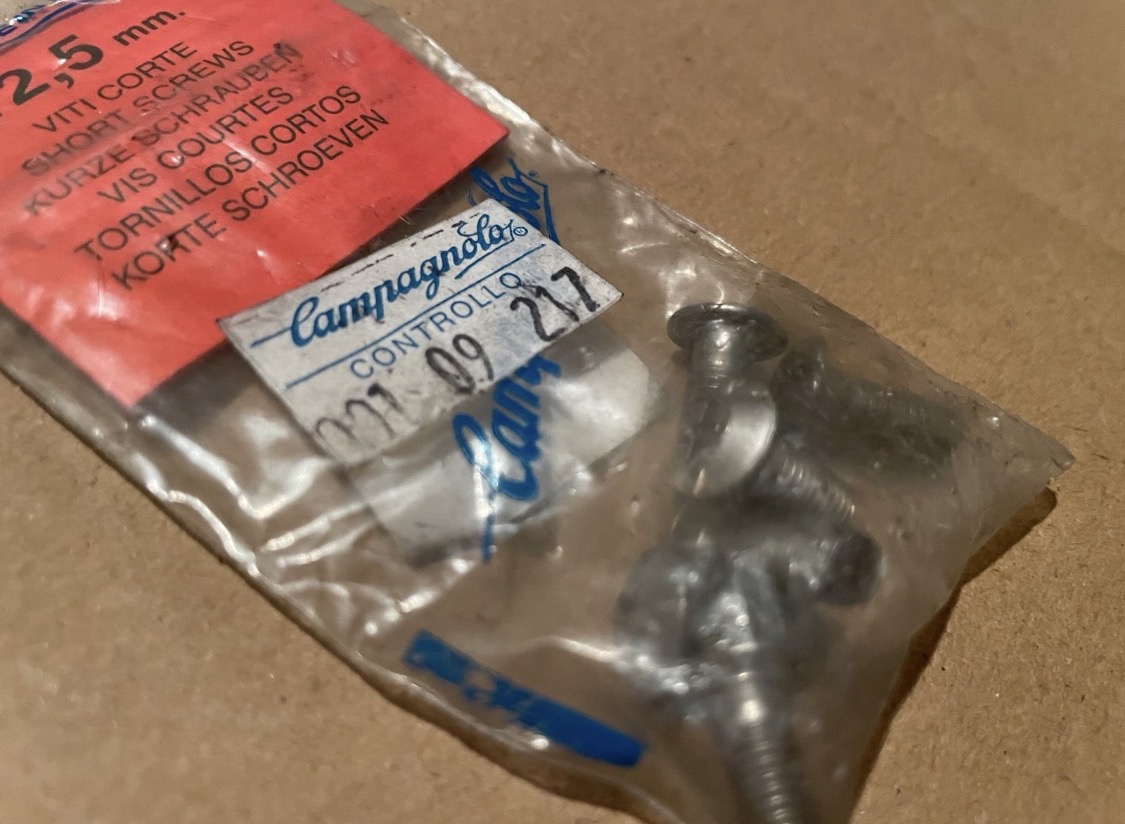 2,5 mm.
VITI CORTE
SHORT SCREWS
KURZE SCHRAUBEN
VIS COURTES
TORNILLOS CORTOS
KORTE SCHROEVEN
Campagnolo®
CONTROLLO
09 217